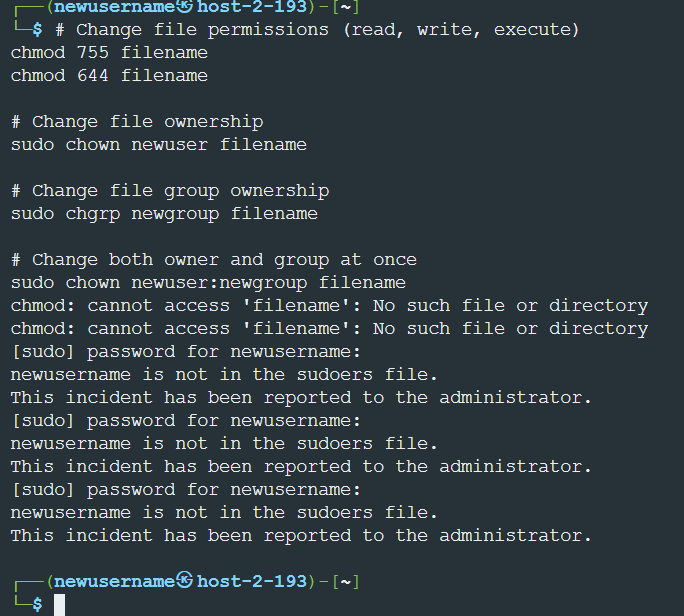 ┌──(newusername㉿host-2-193)-[~]
└─$ # Change file permissions (read, write, execute)
chmod 755 filename
chmod 644 filename

# Change file ownership
sudo chown newuser filename

# Change file group ownership
sudo chgrp newgroup filename

# Change both owner and group at once
sudo chown newuser:newgroup filename
chmod: cannot access 'filename': No such file or directory
chmod: cannot access 'filename': No such file or directory
[sudo] password for newusername:
newusername is not in the sudoers file.
This incident has been reported to the administrator.
[sudo] password for newusername:
newusername is not in the sudoers file.
This incident has been reported to the administrator.
[sudo] password for newusername:
newusername is not in the sudoers file.
This incident has been reported to the administrator.

┌──(newusername㉿host-2-193)-[~]
└─$